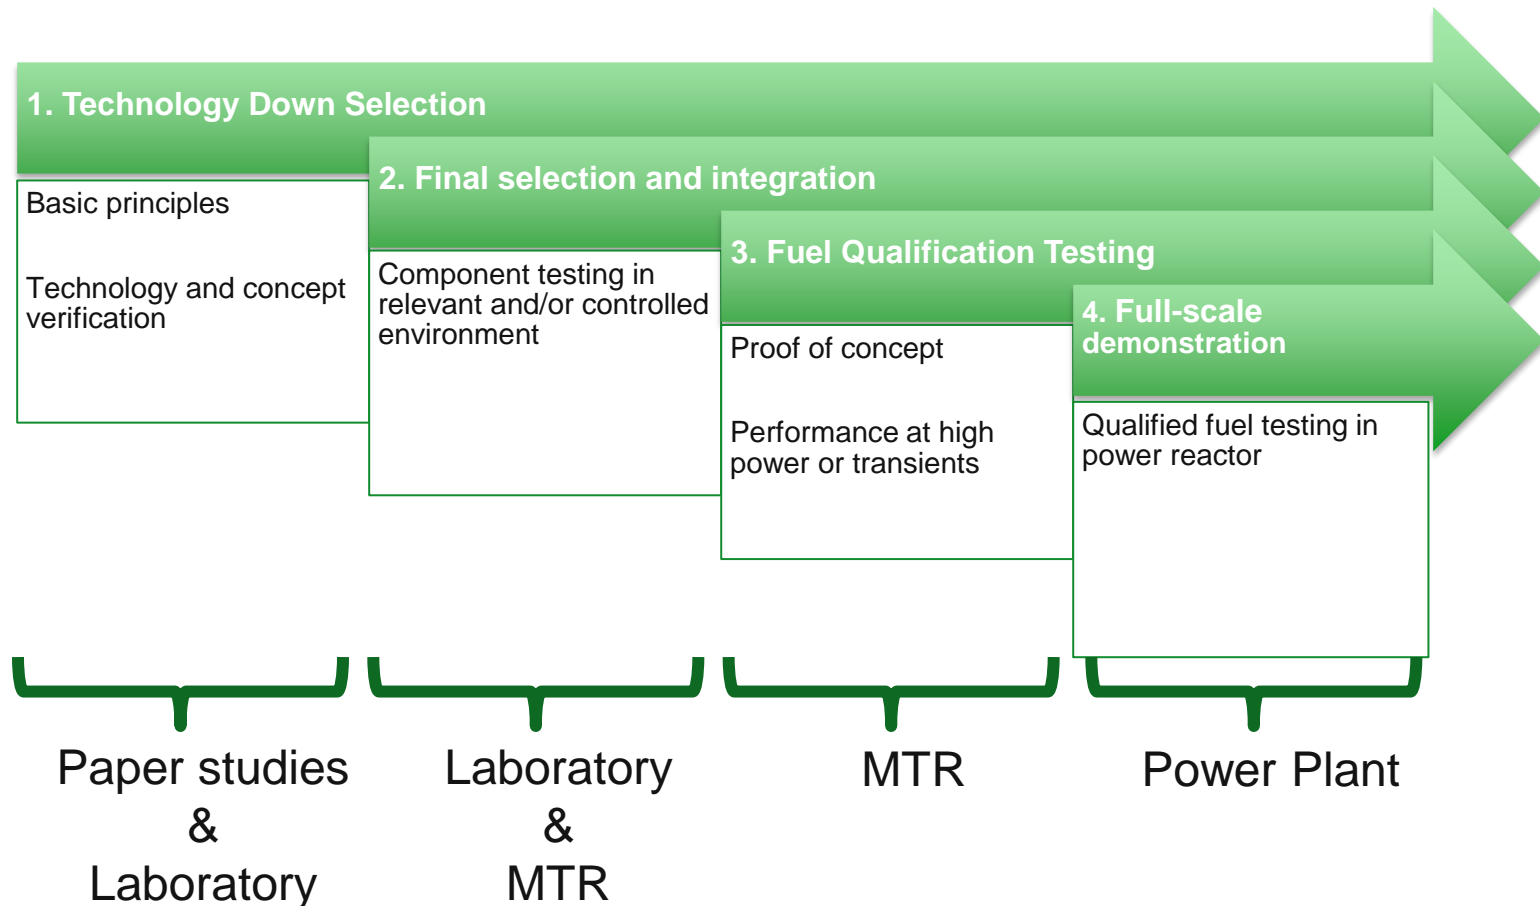 1. Technology Down Selection
Basic principles
Technology and concept
verification
2. Final selection and integration
Component testing in
relevant and/or controlled
environment
3. Fuel Qualification Testing
Proof of concept
Performance at high
power or transients
4. Full-scale
demonstration
Qualified fuel testing in
power reactor
Paper studies
&
Laboratory
Laboratory
&
MTR
MTR
Power Plant